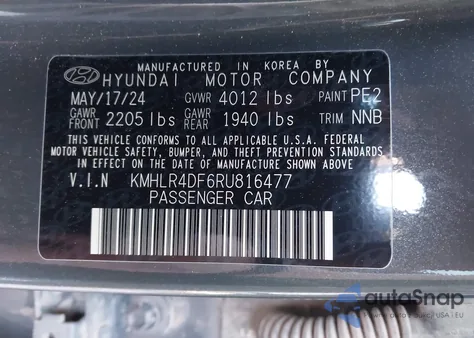 MANUFACTURED IN KOREA BY
HYUNDAI MOTOR COMPANY
MAY/17/24 GVWR 4012 lbs PAINT PE2
GAWR FRONT 2205 lbs GAWR REAR 1940 lbs TRIM NNB
THIS VEHICLE CONFORMS TO ALL APPLICABLE U.S.A. FEDERAL
MOTOR VEHICLE SAFETY, BUMPER, AND THEFT PREVENTION STANDARDS
IN EFFECT ON THE DATE OF MANUFACTURE SHOWN ABOVE.
V.I.N KMHLR4DF6RU816477
PASSENGER CAR
autoSnap
USA | EU